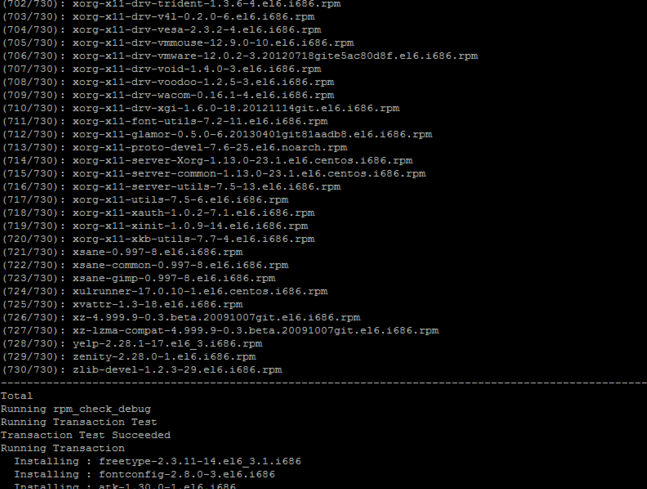 (702/730): xorg-x11-drv-trident-1.3.6-4.el6.i686.rpm
(703/730): xorg-x11-drv-v4l-0.2.0-6.el6.i686.rpm
(704/730): xorg-x11-drv-vesa-2.3.2-4.el6.i686.rpm
(705/730): xorg-x11-drv-vmmouse-12.9.0-10.el6.i686.rpm
(706/730): xorg-x11-drv-vmware-12.0.2-3.20120718gite5ac80d8f.el6.i686.rpm
(707/730): xorg-x11-drv-void-1.4.0-3.el6.i686.rpm
(708/730): xorg-x11-drv-voodoo-1.2.5-3.el6.i686.rpm
(709/730): xorg-x11-drv-wacom-0.16.1-4.el6.i686.rpm
(710/730): xorg-x11-drv-xgi-1.6.0-18.20121114git.el6.i686.rpm
(711/730): xorg-x11-font-utils-7.2-11.el6.i686.rpm
(712/730): xorg-x11-glamor-0.5.0-6.20130401git81aadb8.el6.i686.rpm
(713/730): xorg-x11-proto-devel-7.6-25.el6.noarch.rpm
(714/730): xorg-x11-server-Xorg-1.13.0-23.1.el6.centos.i686.rpm
(715/730): xorg-x11-server-common-1.13.0-23.1.el6.centos.i686.rpm
(716/730): xorg-x11-server-utils-7.5-13.el6.i686.rpm
(717/730): xorg-x11-utils-7.5-6.el6.i686.rpm
(718/730): xorg-x11-xauth-1.0.2-7.1.el6.i686.rpm
(719/730): xorg-x11-xinit-1.0.9-14.el6.i686.rpm
(720/730): xorg-x11-xkb-utils-7.7-4.el6.i686.rpm
(721/730): xsane-0.997-8.el6.i686.rpm
(722/730): xsane-common-0.997-8.el6.i686.rpm
(723/730): xsane-gimp-0.997-8.el6.i686.rpm
(724/730): xulrunner-17.0.10-1.el6.centos.i686.rpm
(725/730): xvattr-1.3-18.el6.i686.rpm
(726/730): xz-4.999.9-0.3.beta.20091007git.el6.i686.rpm
(727/730): xz-lzma-compat-4.999.9-0.3.beta.20091007git.el6.i686.rpm
(728/730): yelp-2.28.1-17.el6_3.i686.rpm
(729/730): zenity-2.28.0-1.el6.i686.rpm
(730/730): zlib-devel-1.2.3-29.el6.i686.rpm
--------------------------------------------------------------------------------
Total
Running rpm_check_debug
Running Transaction Test
Transaction Test Succeeded
Running Transaction
Installing : freetype-2.3.11-14.el6_3.1.i686
Installing : fontconfig-2.8.0-3.el6.i686
Installing : atk-1.30.0-1.el6.i686